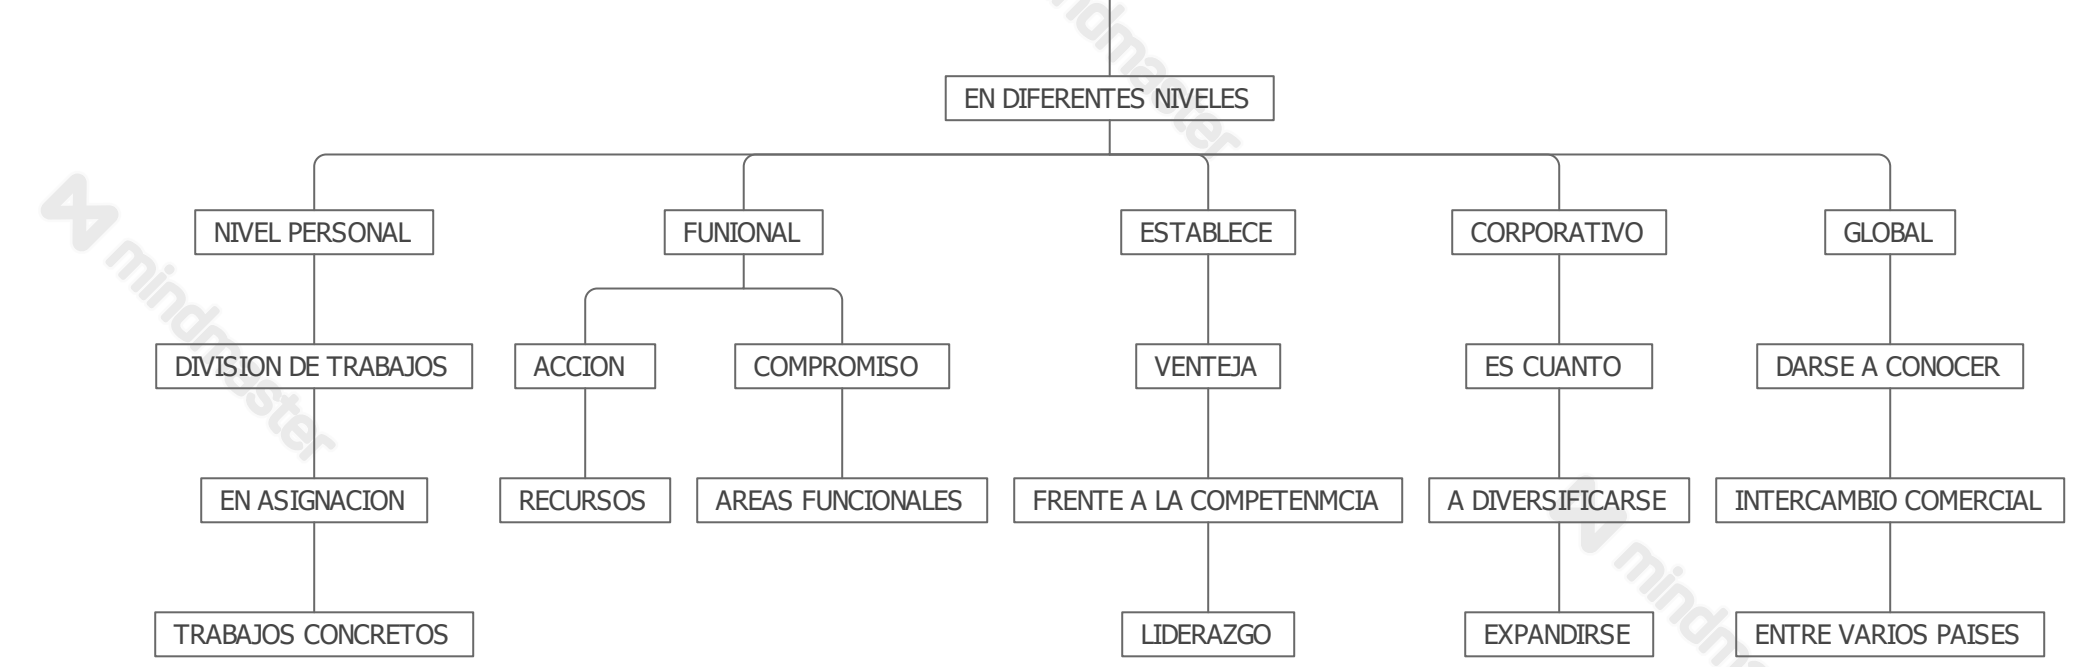 EN DIFERENTES NIVELES
NIVEL PERSONAL
FUNIONAL
ESTABLECE
CORPORATIVO
GLOBAL
DIVISION DE TRABAJOS
ACCION
COMPROMISO
VENTEJA
ES CUANTO
DARSE A CONOCER
EN ASIGNACION
RECURSOS
AREAS FUNCIONALES
FRENTE A LA COMPETENMCIA
A DIVERSIFICARSE
INTERCAMBIO COMERCIAL
TRABAJOS CONCRETOS
LIDERAZGO
EXPANDIRSE
ENTRE VARIOS PAISES
mindmaster